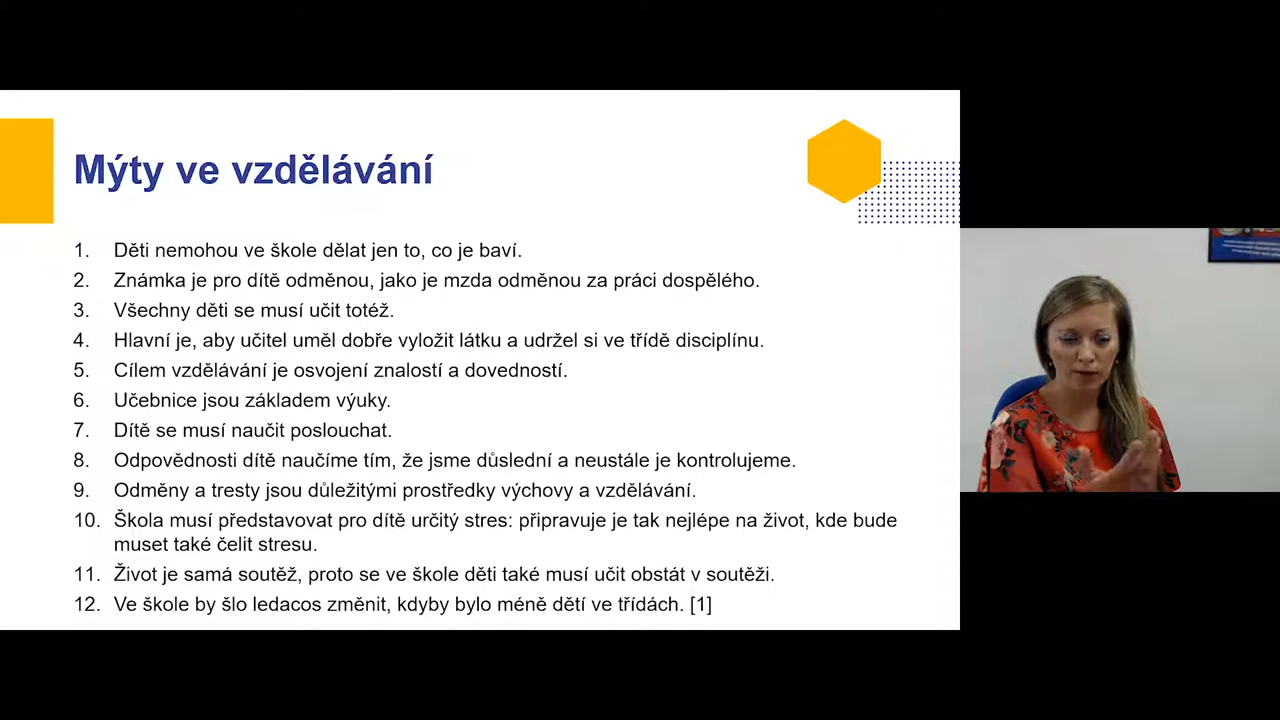 Mýty ve vzdělávání
1. Děti nemohou ve škole dělat jen to, co je baví.
2. Známka je pro dítě odměnou, jako je mzda odměnou za práci dospělého.
3. Všechny děti se musí učit totéž.
4. Hlavní je, aby učitel uměl dobře vyložit látku a udržel si ve třídě disciplínu.
5. Cílem vzdělávání je osvojení znalostí a dovedností.
6. Učebnice jsou základem výuky.
7. Dítě se musí naučit poslouchat.
8. Odpovědnosti dítě naučíme tím, že jsme důslední a neustále je kontrolujeme.
9. Odměny a tresty jsou důležitými prostředky výchovy a vzdělávání.
10. Škola musí představovat pro dítě určitý stres: připravuje je tak nejlépe na život, kde bude
muset také čelit stresu.
11. Život je samá soutěž, proto se ve škole děti také musí učit obstát v soutěži.
12. Ve škole by šlo ledacos změnit, kdyby bylo méně dětí ve třídách. [1]